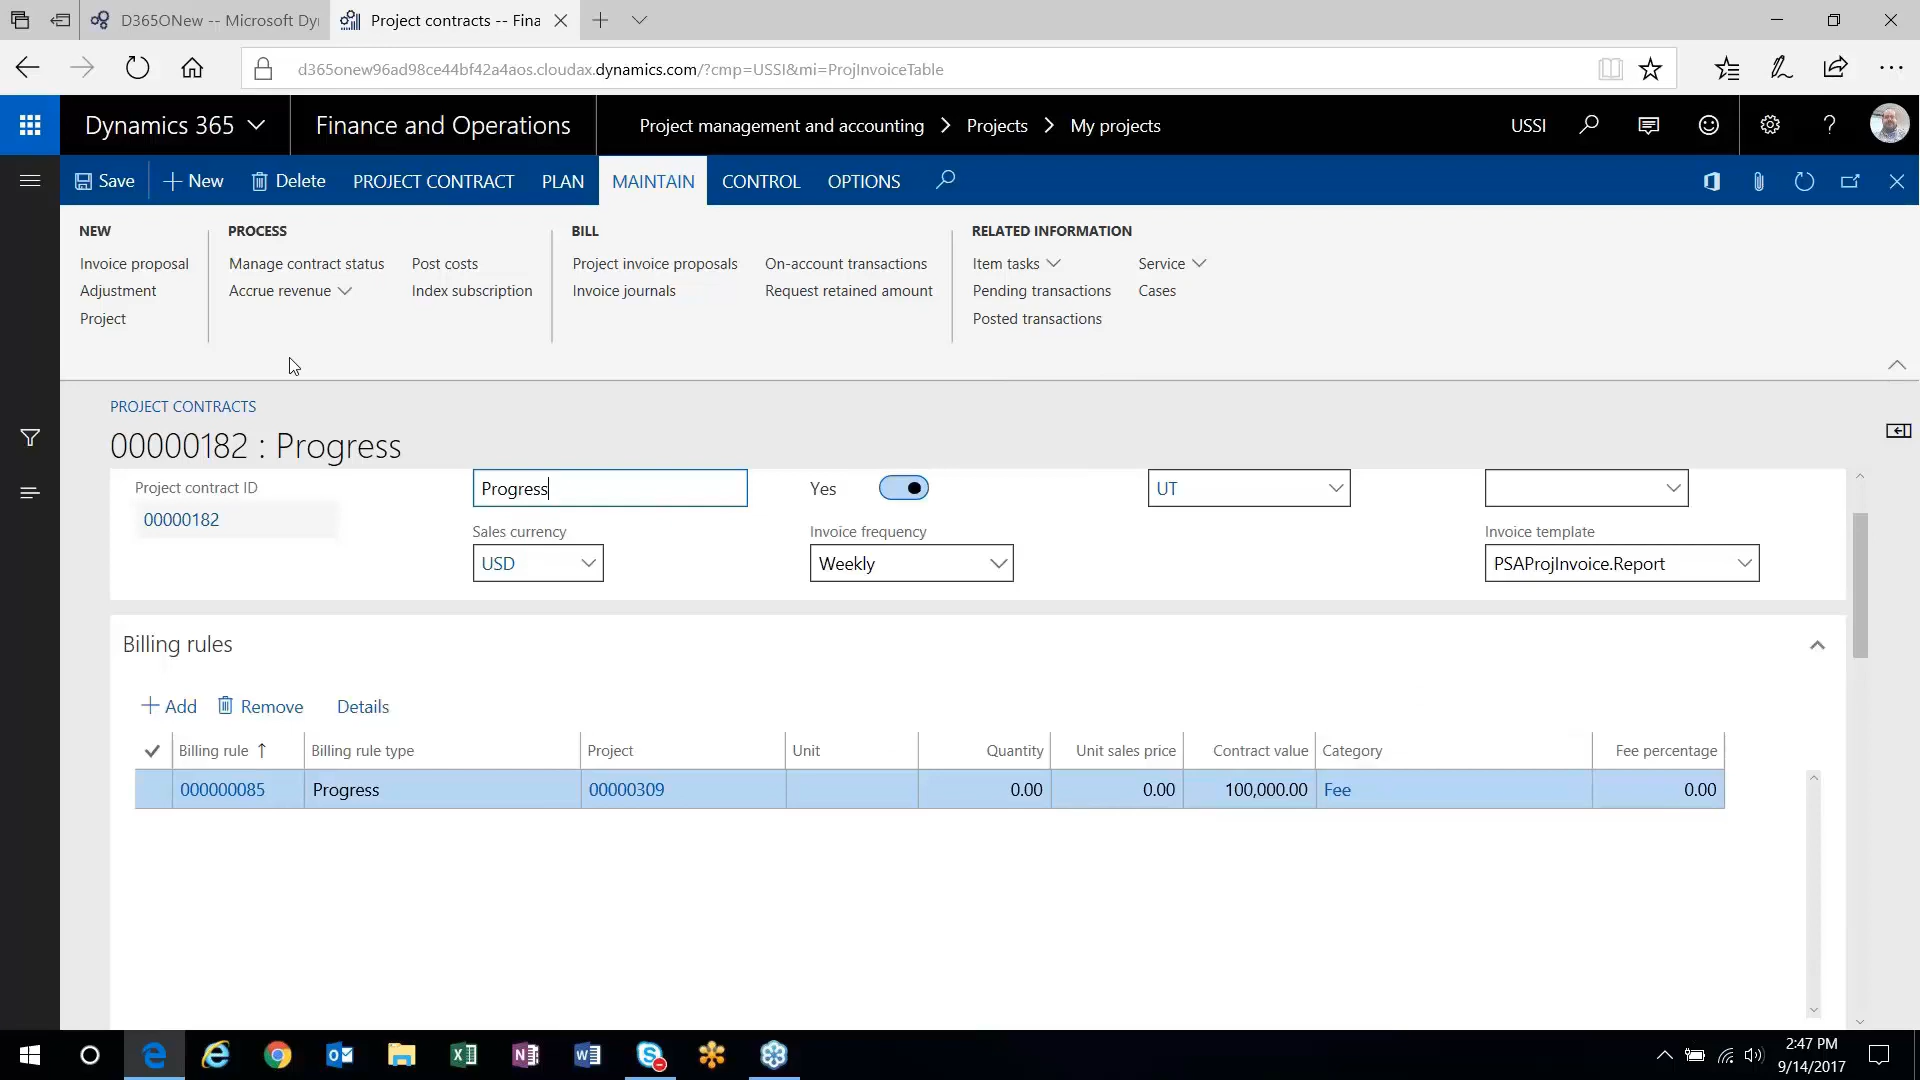 D365ONew -- Microsoft Dy
Project contracts -- Fina
d365onew96ad98ce44bf42a4aos.cloudax.dynamics.com/?cmp=USSI&mi=ProjInvoiceTable
Dynamics 365
Finance and Operations
Project management and accounting > Projects > My projects
USSI
?
Save
+ New
Delete
PROJECT CONTRACT
PLAN
MAINTAIN
CONTROL
OPTIONS
NEW
Invoice proposal
Adjustment
Project
PROCESS
Manage contract status
Accrue revenue
Post costs
Index subscription
BILL
Project invoice proposals
Invoice journals
On-account transactions
Request retained amount
RELATED INFORMATION
Item tasks
Pending transactions
Posted transactions
Service
Cases
PROJECT CONTRACTS
00000182 : Progress
Project contract ID
00000182
Progress
Yes
UT
Sales currency
USD
Invoice frequency
Weekly
Invoice template
PSAProjInvoice.Report
Billing rules
+ Add
Remove
Details
Billing rule ↑ Billing rule type Project Unit Quantity Unit sales price Contract value Category Fee percentage
000000085 Progress 00000309 0.00 0.00 100,000.00 Fee 0.00
2:47 PM
9/14/2017